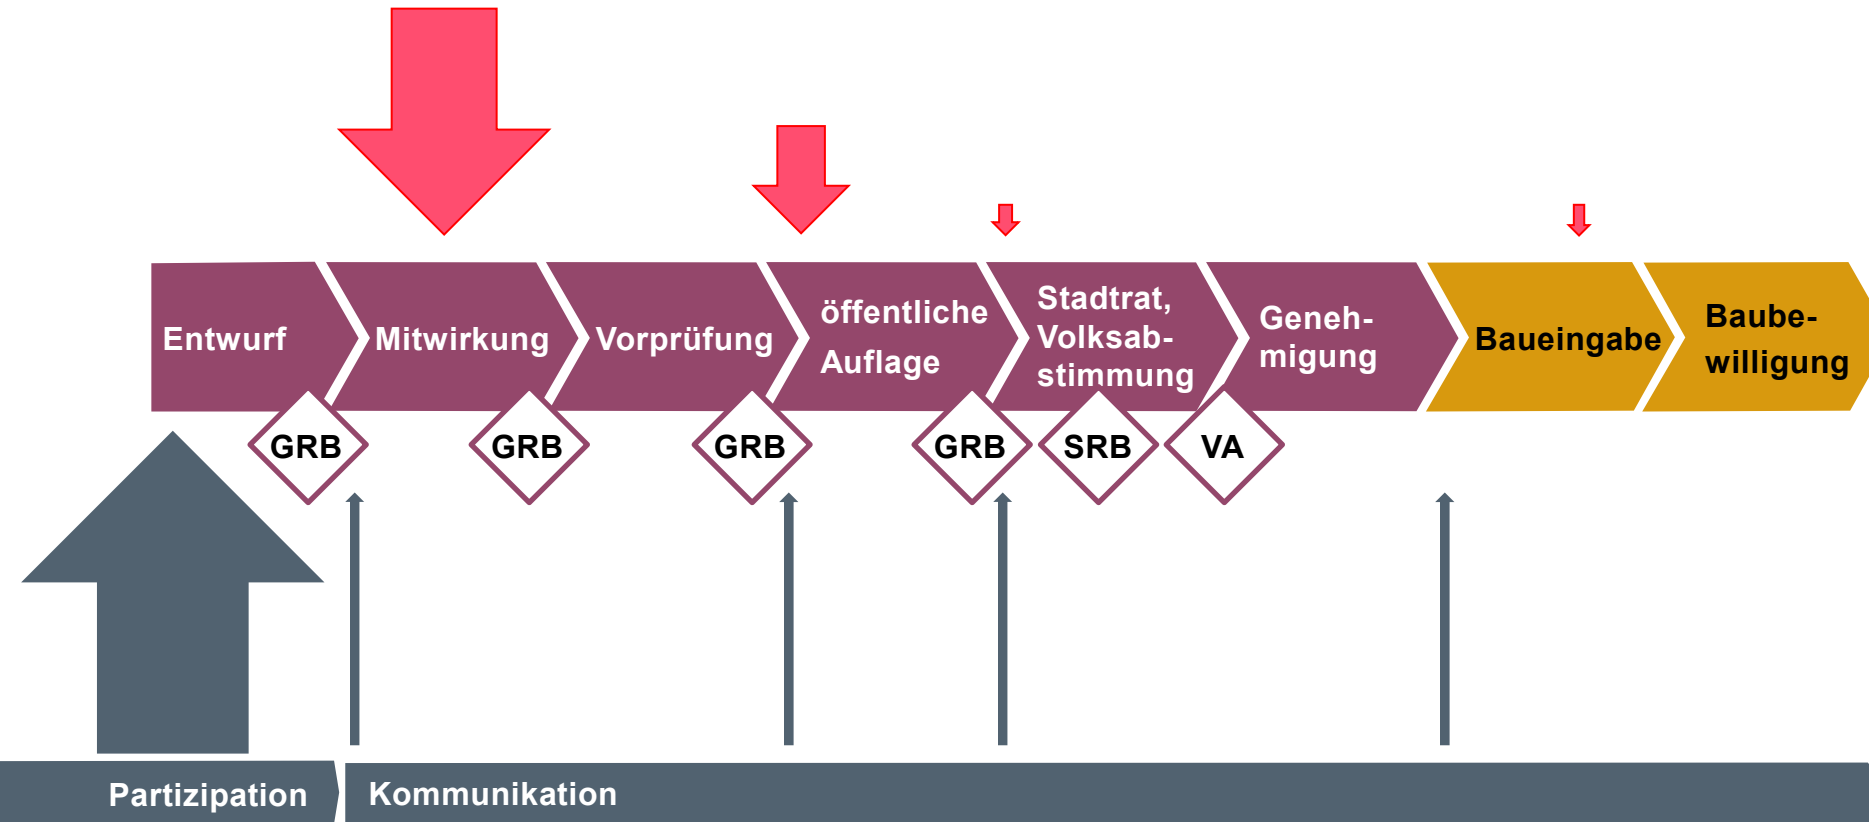 Entwurf
Mitwirkung
Vorprüfung
öffentliche
Auflage
Stadtrat,
Volksab-
stimmung
Geneh-
migung
Baueingabe
Baube-
willigung
GRB
GRB
GRB
GRB
SRB
VA
Partizipation
Kommunikation